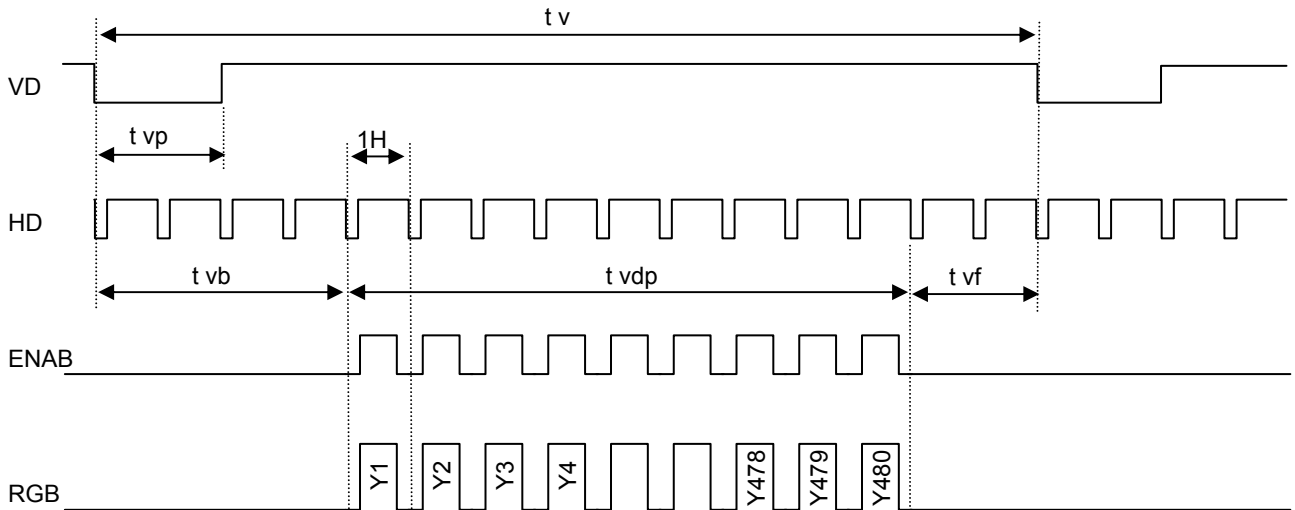 t v
VD
t vp
1H
HD
t vb
t vdp
t vf
ENAB
RGB
Y1
Y2
Y3
Y4
Y478
Y479
Y480